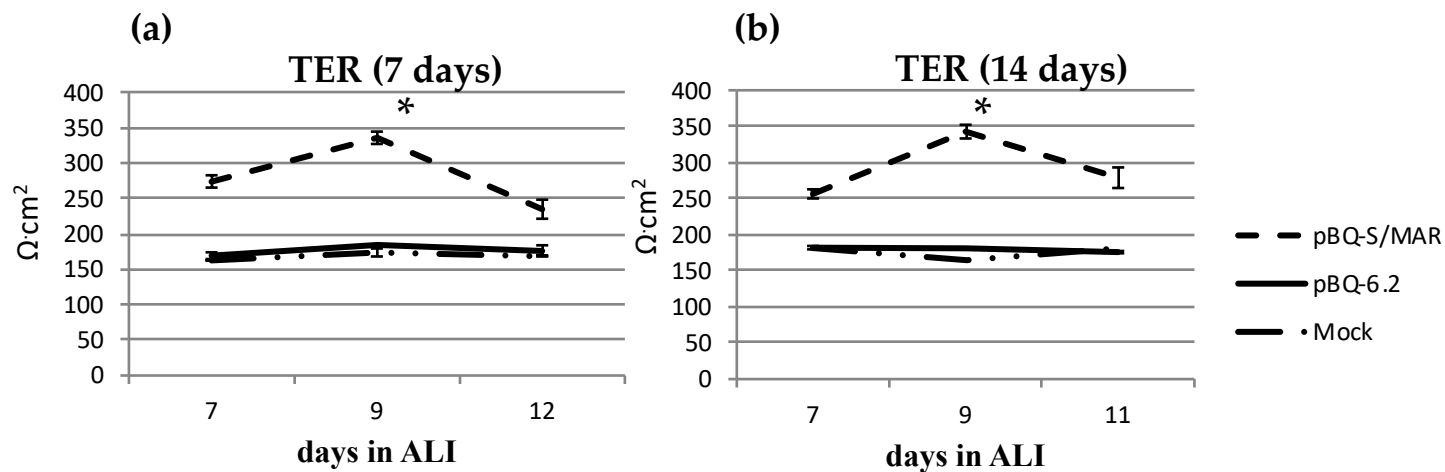 (a)
TER (7 days)
*
400
350
300
250
200
150
100
50
0
Ω·cm²
7 9 12
days in ALI
(b)
TER (14 days)
*
400
350
300
250
200
150
100
50
0
Ω·cm²
7 9 11
days in ALI
pBQ-S/MAR
pBQ-6.2
Mock